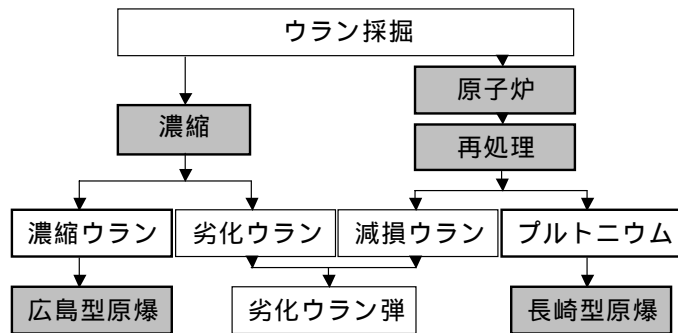 ウラン採掘
原子炉
濃縮
再処理
濃縮ウラン
劣化ウラン
減損ウラン
プルトニウム
広島型原爆
劣化ウラン弾
長崎型原爆